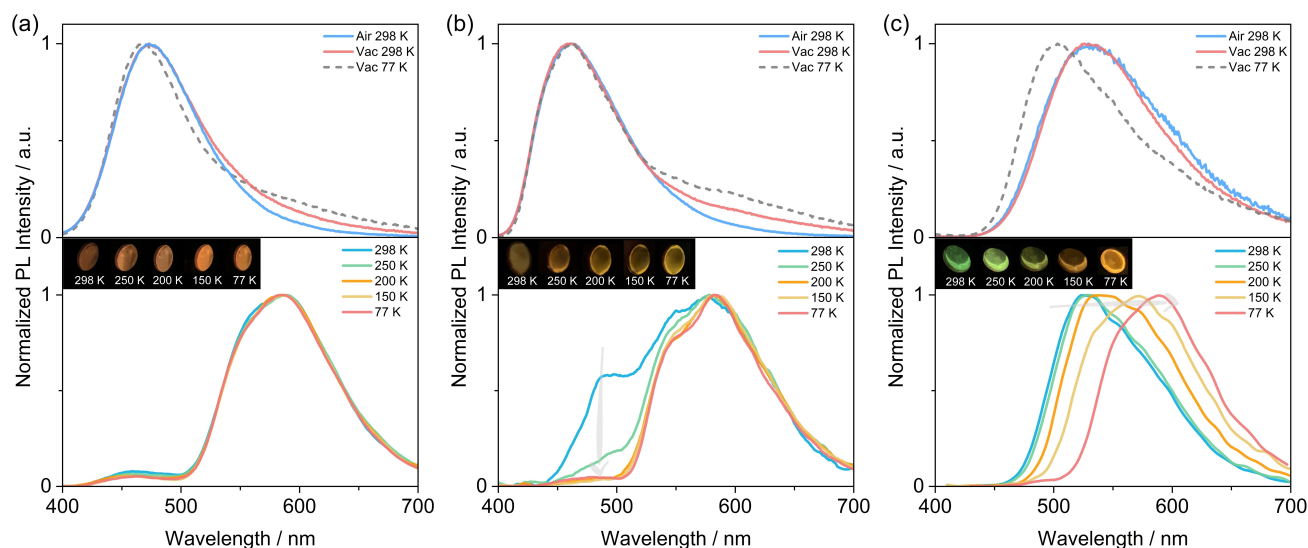 (a)
Normalized PL Intensity / a.u.
1
0
Air 298 K
Vac 298 K
Vac 77 K
298 K
250 K
200 K
150 K
77 K
1
0
298 K
250 K
200 K
150 K
77 K
400
500
600
700
Wavelength / nm
(b)
Normalized PL Intensity / a.u.
1
0
Air 298 K
Vac 298 K
Vac 77 K
298 K
250 K
200 K
150 K
77 K
1
0
298 K
250 K
200 K
150 K
77 K
400
500
600
700
Wavelength / nm
(c)
Normalized PL Intensity / a.u.
1
0
Air 298 K
Vac 298 K
Vac 77 K
298 K
250 K
200 K
150 K
77 K
1
0
298 K
250 K
200 K
150 K
77 K
400
500
600
700
Wavelength / nm